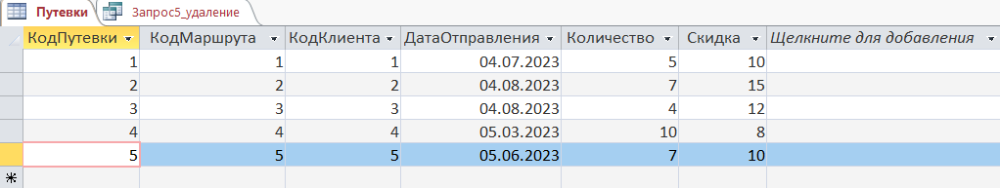 Путевки Запрос5_удаление
КодПутевки КодМаршрута КодКлиента ДатаОтправления Количество Скидка Щелкните для добавления
1 1 1 04.07.2023 5 10
2 2 2 04.08.2023 7 15
3 3 3 04.08.2023 4 12
4 4 4 05.03.2023 10 8
5 5 5 05.06.2023 7 10